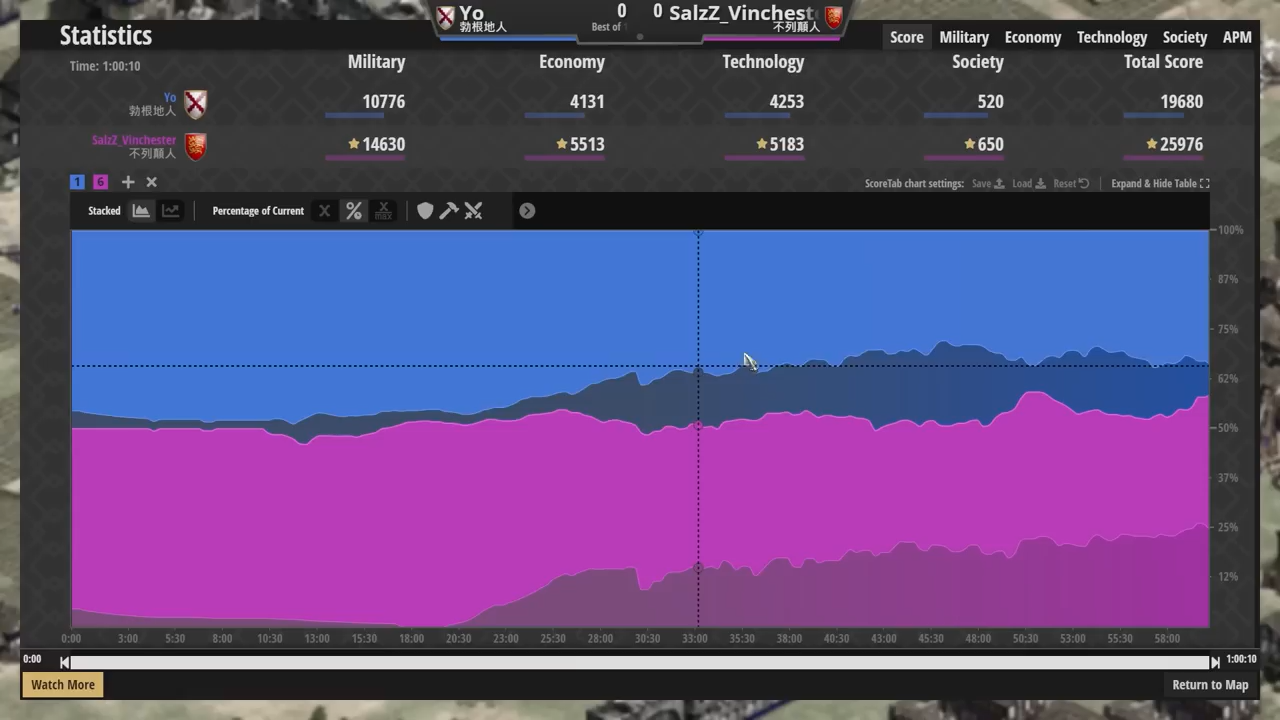 Statistics
Yo
勃根地人
0
Best of
0
SalzZ_Vinchest
不列顛人
Score
Military
Economy
Technology
Society
APM
Time: 1:00:10
Military
Economy
Technology
Society
Total Score
Yo
勃根地人
10776
4131
4253
520
19680
SalzZ_Vinchester
不列顛人
14630
5513
5183
650
25976
1
6
ScoreTab chart settings:
Save
Load
Reset
Expand & Hide Table
Stacked
Percentage of Current
X
%
X
max
100%
87%
75%
62%
50%
37%
25%
12%
0:00
3:00
5:30
8:00
10:30
13:00
15:30
18:00
20:30
23:00
25:30
28:00
30:30
33:00
35:30
38:00
40:30
43:00
45:30
48:00
50:30
53:00
55:30
58:00
0:00
1:00:10
Watch More
Return to Map